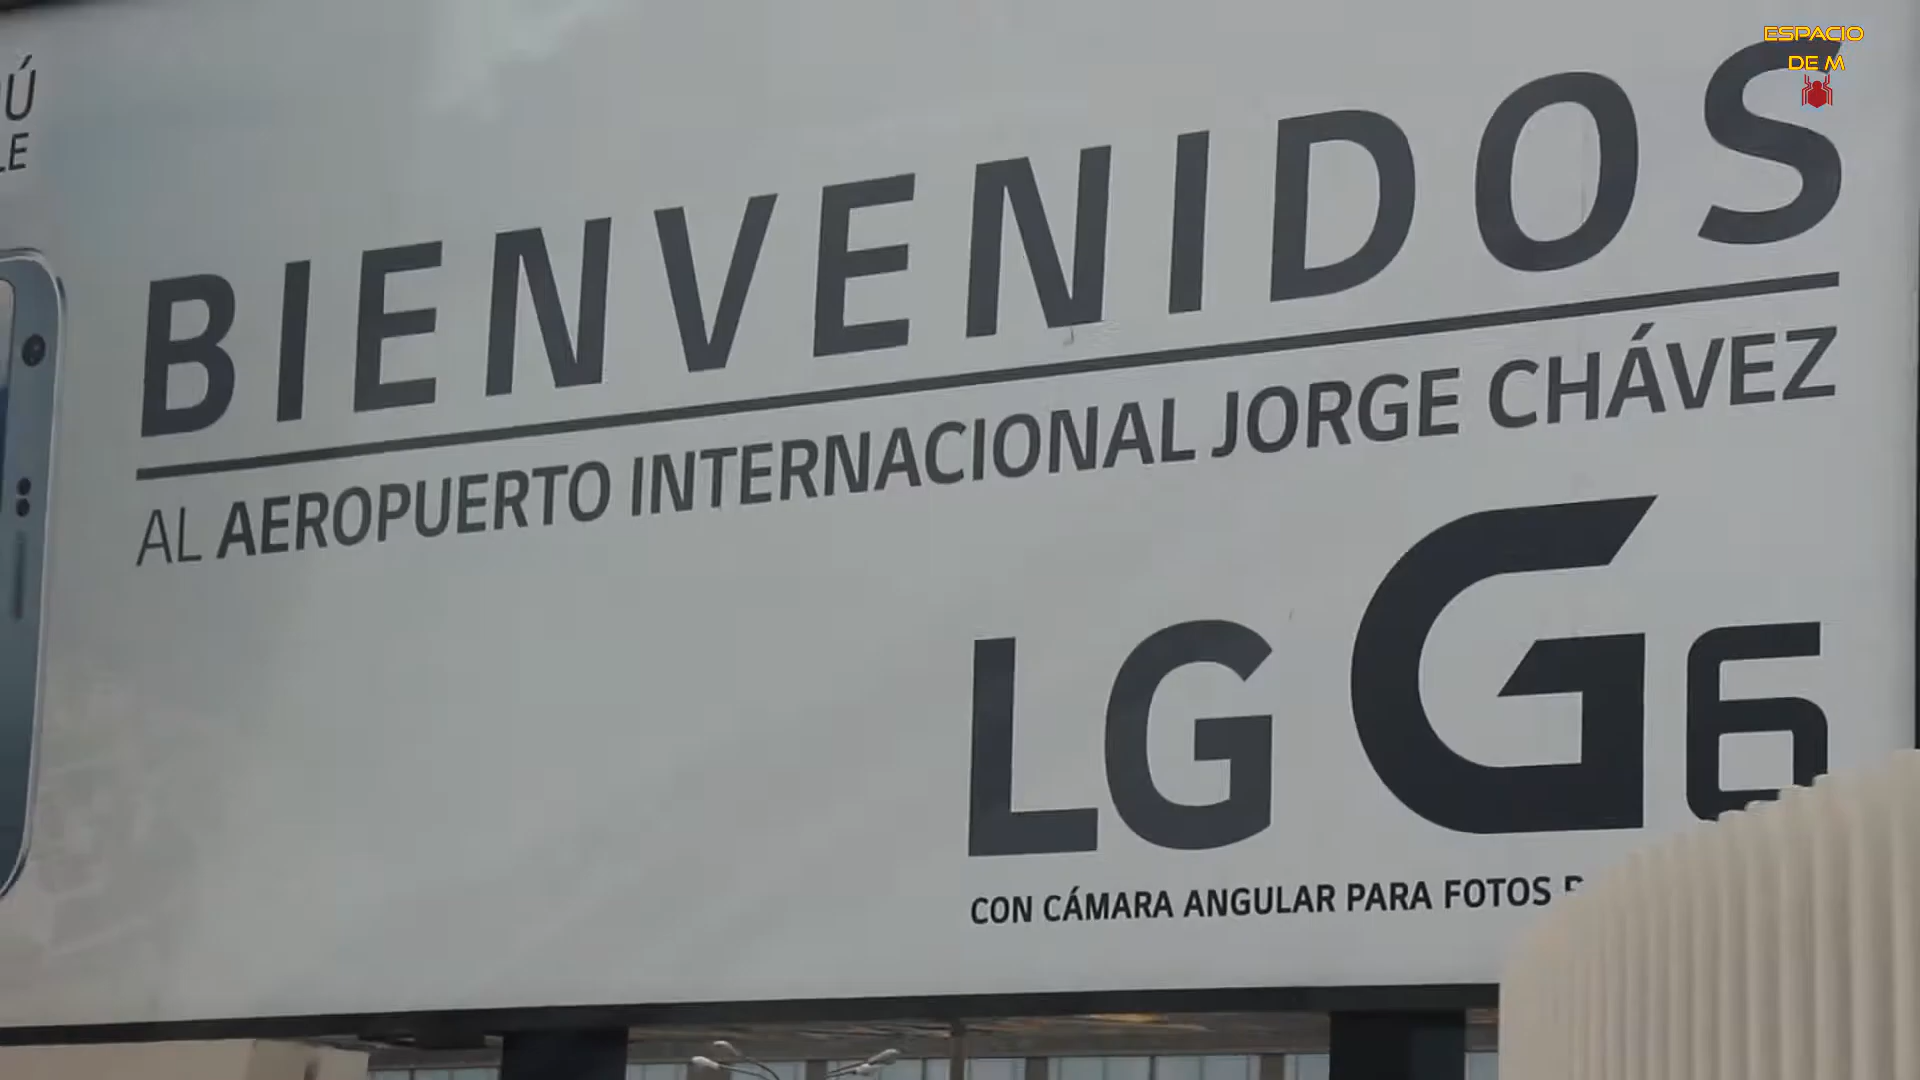 ESPACIO
DE M
BIENVENIDOS
AL AEROPUERTO INTERNACIONAL JORGE CHÁVEZ
LG G6
CON CÁMARA ANGULAR PARA FOTOS